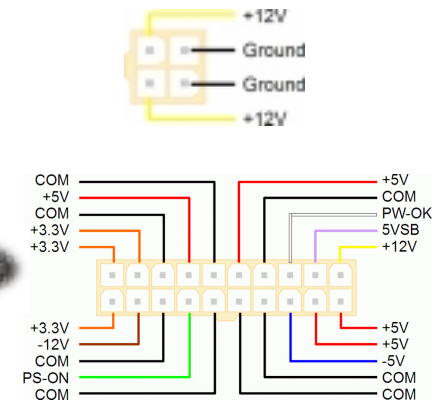 +12V
Ground
Ground
+12V
COM +5V
+5V COM
COM PW-OK
+3.3V 5VSB
+3.3V +12V
+3.3V +5V
-12V +5V
COM -5V
PS-ON COM
COM COM